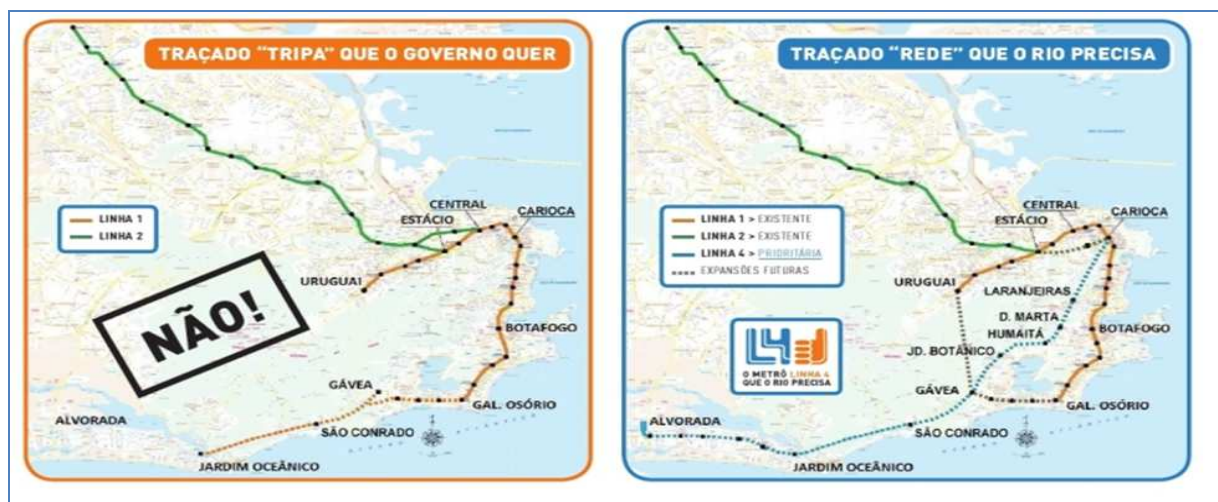 TRAÇADO “TRIPA” QUE O GOVERNO QUER
LINHA 1
LINHA 2
CENTRAL
ESTÁCIO
CARIOCA
URUGUAI
NÃO!
BOTAFOGO
GÁVEA
GAL. OSÓRIO
ALVORADA
SÃO CONRADO
JARDIM OCEÂNICO
TRAÇADO “REDE” QUE O RIO PRECISA
LINHA 1 > EXISTENTE
LINHA 2 > EXISTENTE
LINHA 4 > PRIORITÁRIA
EXPANSÕES FUTURAS
CENTRAL
ESTÁCIO
CARIOCA
URUGUAI
LARANJEIRAS
D. MARTA
HUMAITÁ
BOTAFOGO
JD. BOTÂNICO
L4
O METRÔ LINHA 4
QUE O RIO PRECISA
GÁVEA
GAL. OSÓRIO
ALVORADA
SÃO CONRADO
JARDIM OCEÂNICO